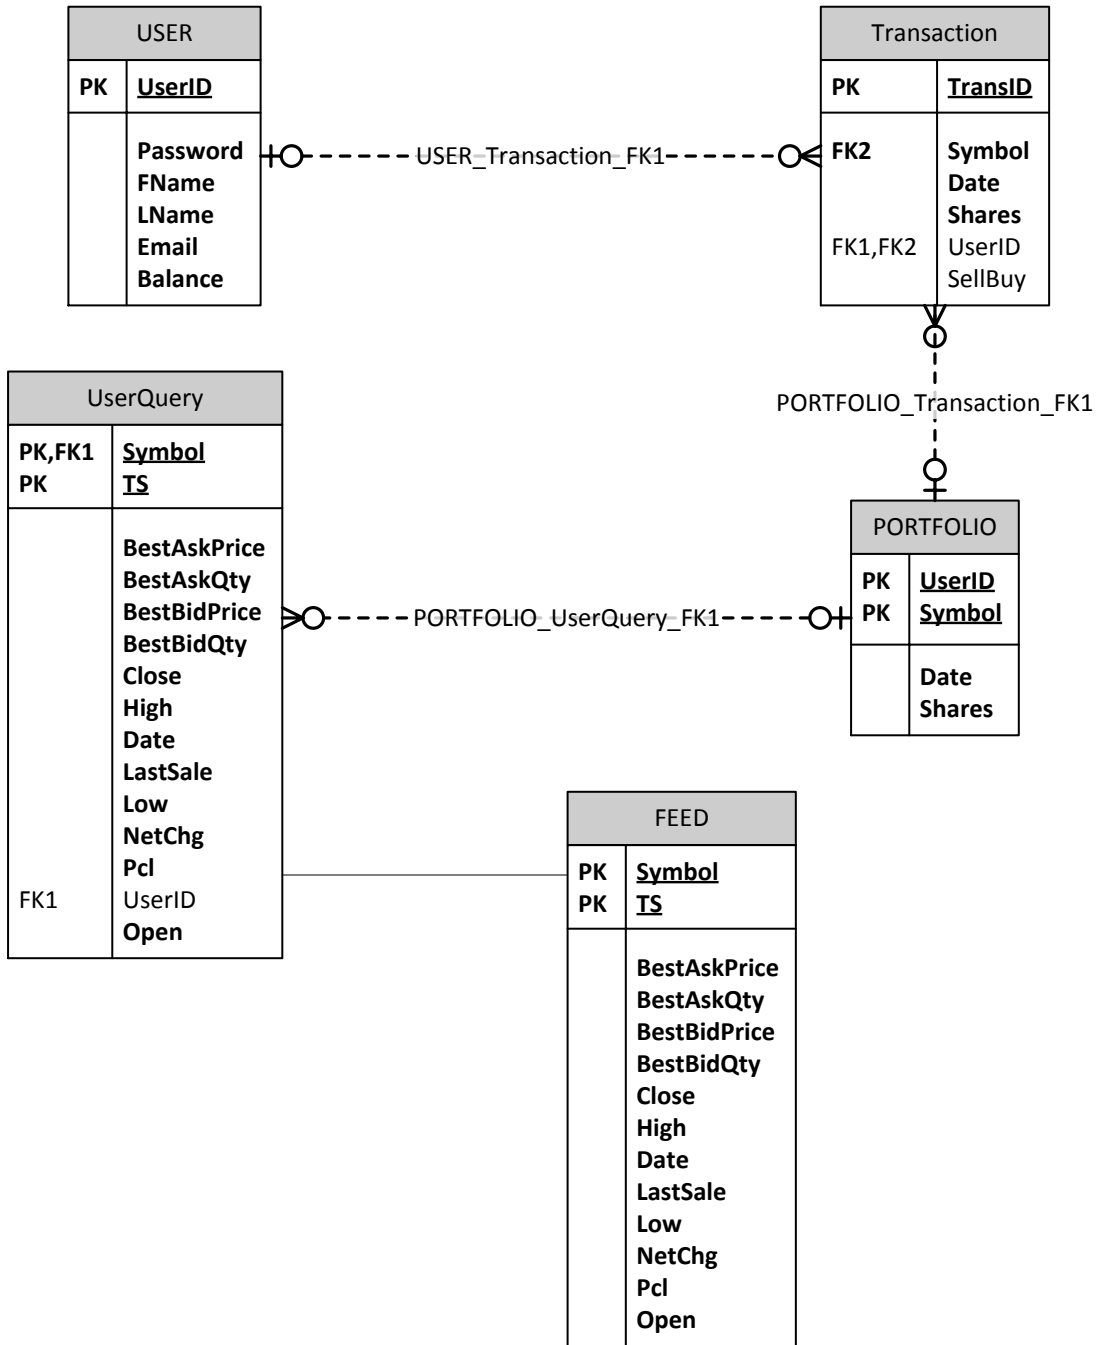 USER
PK UserID
Password
FName
LName
Email
Balance
USER_Transaction_FK1
Transaction
PK TransID
FK2 Symbol
Date
Shares
FK1,FK2 UserID
SellBuy
PORTFOLIO_Transaction_FK1
UserQuery
PK,FK1 Symbol
PK TS
BestAskPrice
BestAskQty
BestBidPrice
BestBidQty
Close
High
Date
LastSale
Low
NetChg
Pcl
FK1 UserID
Open
PORTFOLIO_UserQuery_FK1
PORTFOLIO
PK UserID
PK Symbol
Date
Shares
FEED
PK Symbol
PK TS
BestAskPrice
BestAskQty
BestBidPrice
BestBidQty
Close
High
Date
LastSale
Low
NetChg
Pcl
Open